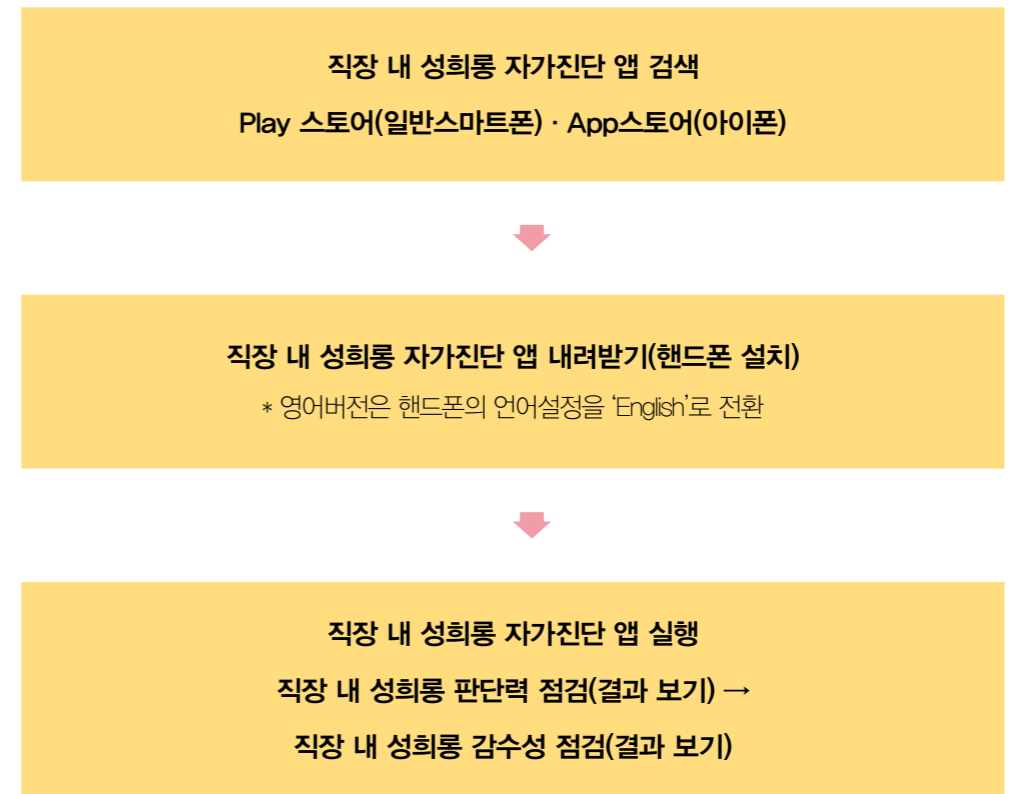 직장 내 성희롱 자가진단 앱 검색
Play 스토어(일반스마트폰) · App스토어(아이폰)
직장 내 성희롱 자가진단 앱 내려받기(핸드폰 설치)
* 영어버전은 핸드폰의 언어설정을 ‘English’로 전환
직장 내 성희롱 자가진단 앱 실행
직장 내 성희롱 판단력 점검(결과 보기) →
직장 내 성희롱 감수성 점검(결과 보기)